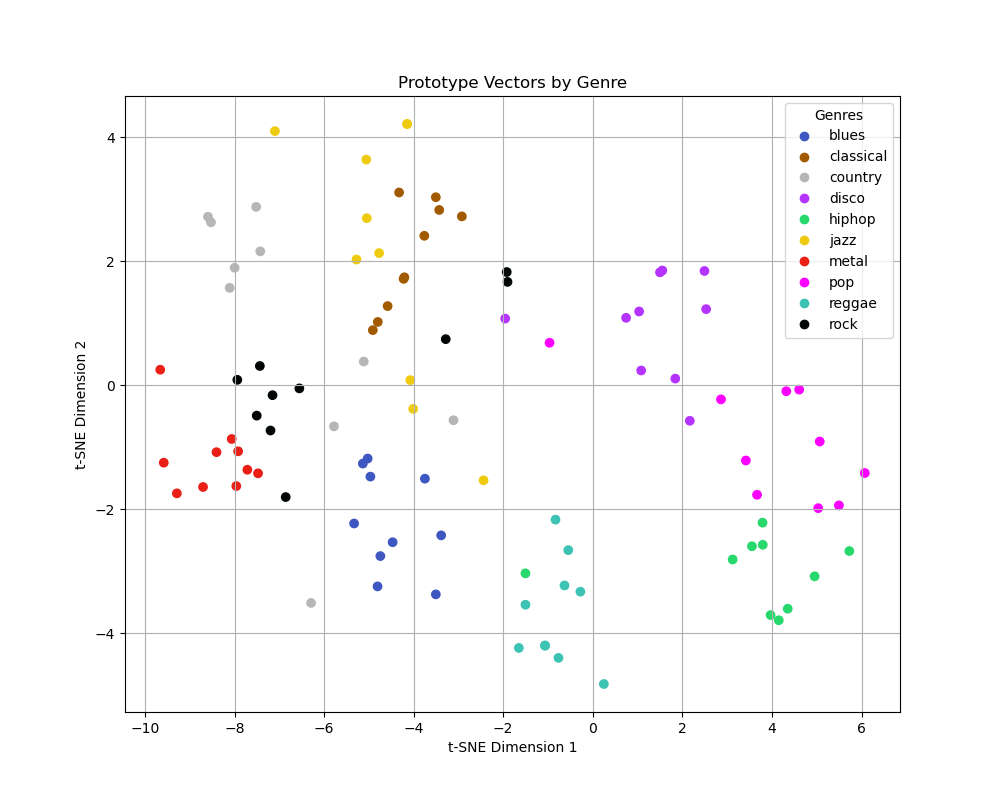 Prototype Vectors by Genre
Genres
blues
classical
country
disco
hiphop
jazz
metal
pop
reggae
rock
4
2
0
−2
−4
t-SNE Dimension 2
−10
−8
−6
−4
−2
0
2
4
6
t-SNE Dimension 1